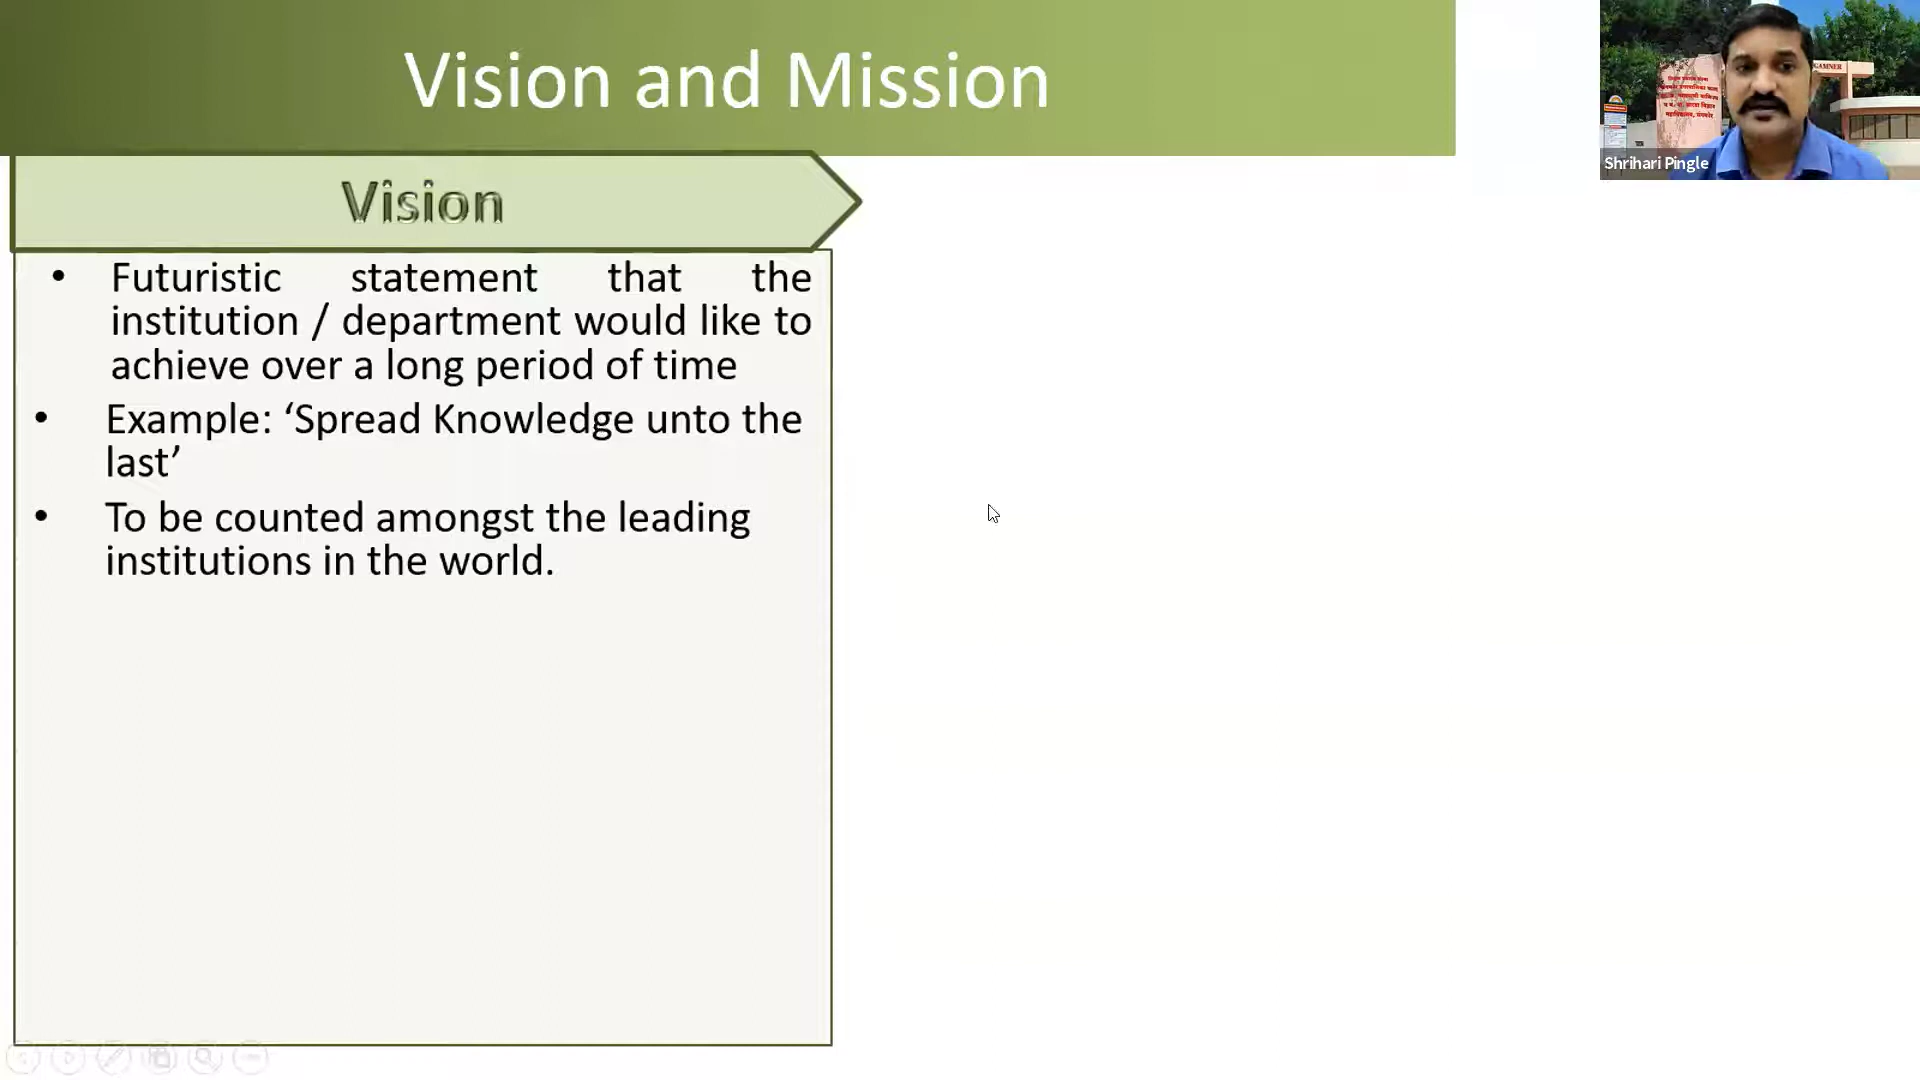 Vision and Mission
Vision
• Futuristic statement that the
institution / department would like to
achieve over a long period of time
• Example: ‘Spread Knowledge unto the
last’
• To be counted amongst the leading
institutions in the world.
Shrihari Pingle